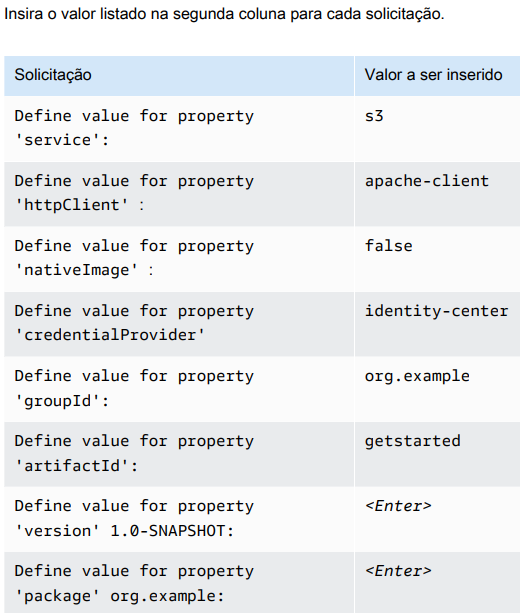 Insira o valor listado na segunda coluna para cada solicitação.
Solicitação Valor a ser inserido
Define value for property s3
'service':
Define value for property apache-client
'httpClient' :
Define value for property false
'nativeImage' :
Define value for property identity-center
'credentialProvider'
Define value for property org.example
'groupId':
Define value for property getstarted
'artifactId':
Define value for property <Enter>
'version' 1.0-SNAPSHOT:
Define value for property <Enter>
'package' org.example: